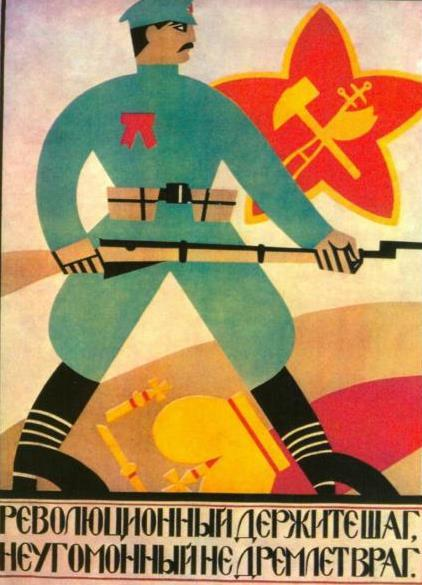 РЕВОЛЮЦИОННЫЙ ДЕРЖИТЕ ШАГ,
НЕУГОМОННЫЙ НЕ ДРЕМЛЕТ ВРАГ.